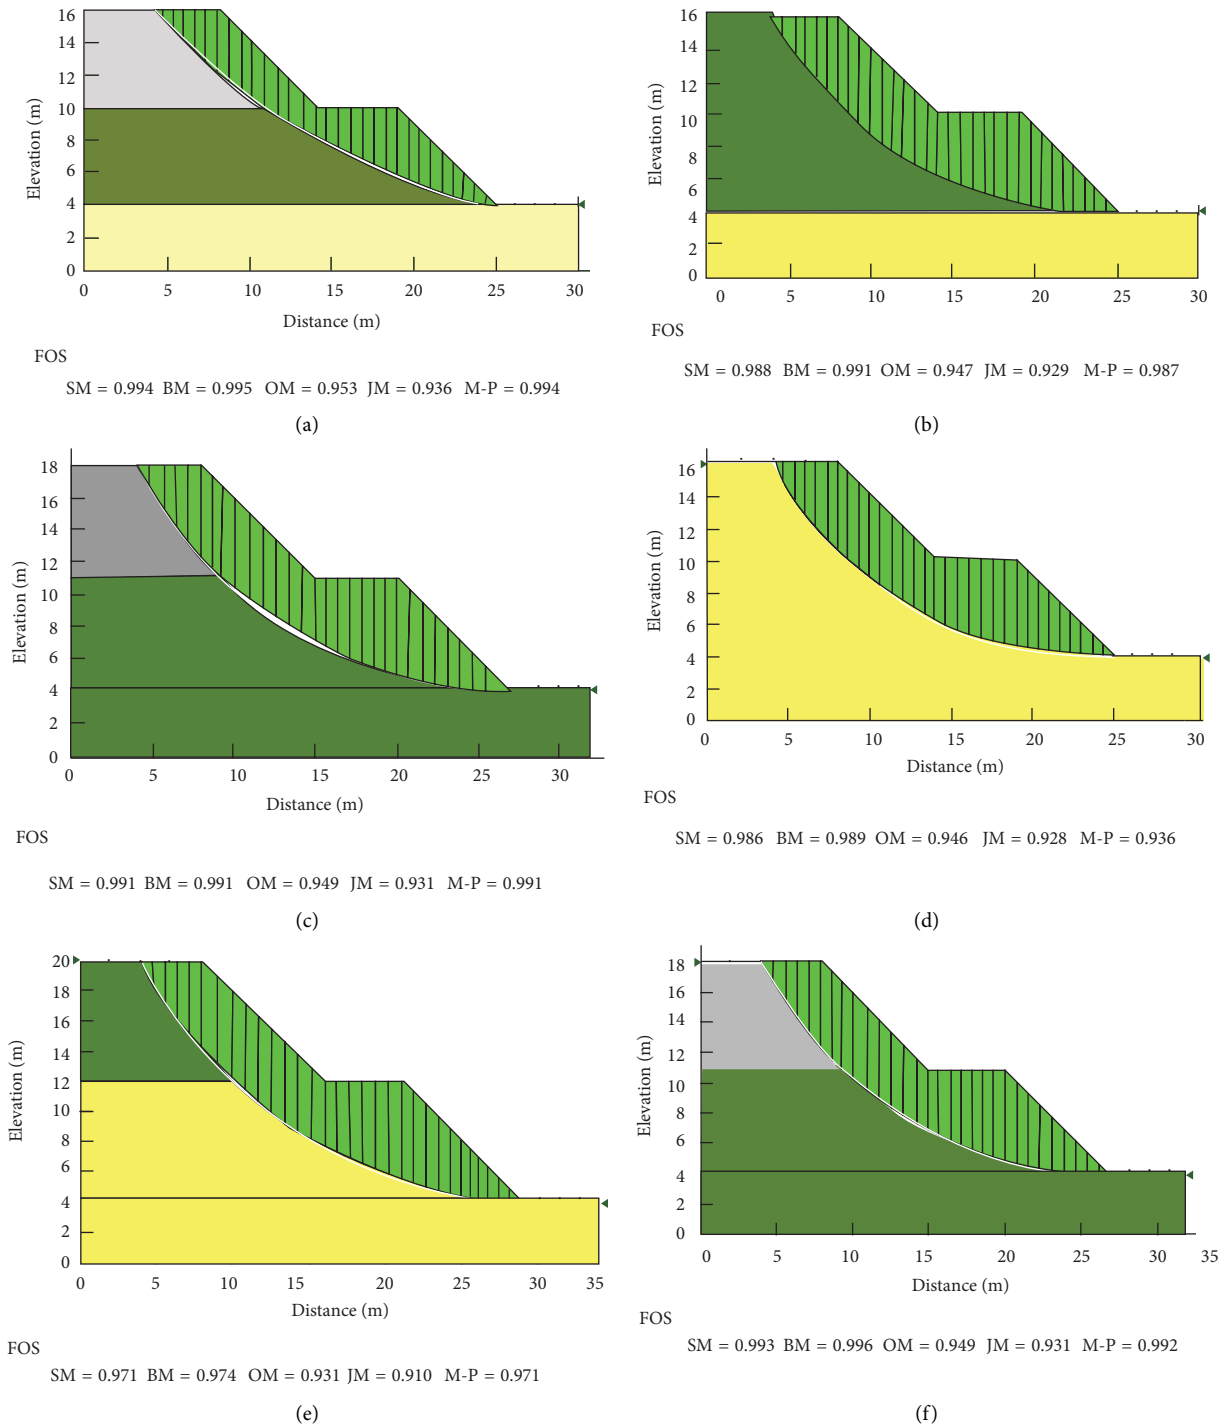 16
14
12
10
8
6
4
2
0
Elevation (m)
0 5 10 15 20 25 30
Distance (m)
FOS
SM = 0.994 BM = 0.995 OM = 0.953 JM = 0.936 M-P = 0.994
(a)
16
14
12
10
8
6
4
2
0
Elevation (m)
0 5 10 15 20 25 30
FOS
SM = 0.988 BM = 0.991 OM = 0.947 JM = 0.929 M-P = 0.987
(b)
18
16
14
12
10
8
6
4
2
0
Elevation (m)
0 5 10 15 20 25 30
Distance (m)
FOS
SM = 0.991 BM = 0.991 OM = 0.949 JM = 0.931 M-P = 0.991
(c)
16
14
12
10
8
6
4
2
0
Elevation (m)
0 5 10 15 20 25 30
Distance (m)
FOS
SM = 0.986 BM = 0.989 OM = 0.946 JM = 0.928 M-P = 0.936
(d)
20
18
16
14
12
10
8
6
4
2
0
Elevation (m)
0 5 10 15 20 25 30 35
Distance (m)
FOS
SM = 0.971 BM = 0.974 OM = 0.931 JM = 0.910 M-P = 0.971
(e)
18
16
14
12
10
8
6
4
2
0
Elevation (m)
0 5 10 15 20 25 30 35
Distance (m)
FOS
SM = 0.993 BM = 0.996 OM = 0.949 JM = 0.931 M-P = 0.992
(f)